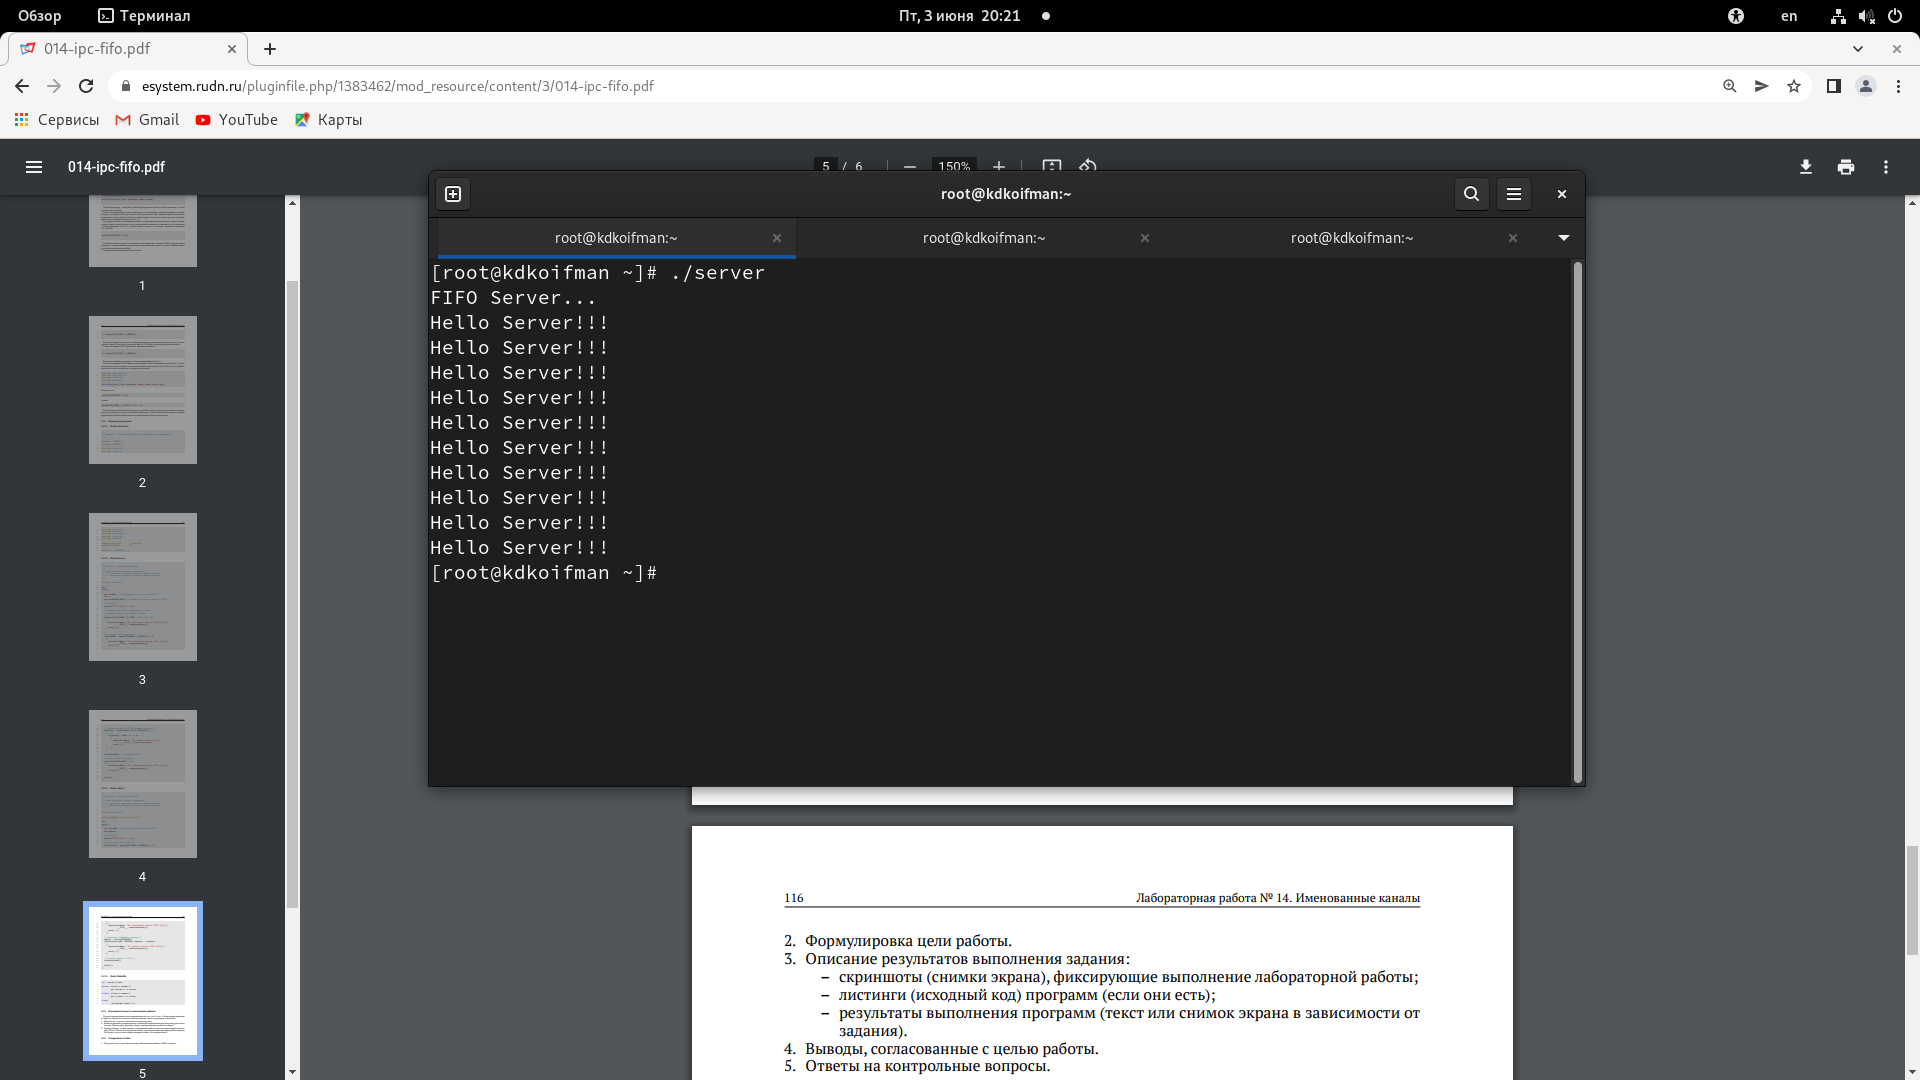 Обзор
Терминал
Пт, 3 июня 20:21
en
014-ipc-fifo.pdf
esystem.rudn.ru/pluginfile.php/1383462/mod_resource/content/3/014-ipc-fifo.pdf
Сервисы
Gmail
YouTube
Карты
014-ipc-fifo.pdf
5 / 6
150%
root@kdkoifman:~
root@kdkoifman:~
root@kdkoifman:~
root@kdkoifman:~
[root@kdkoifman ~]# ./server
FIFO Server...
Hello Server!!!
Hello Server!!!
Hello Server!!!
Hello Server!!!
Hello Server!!!
Hello Server!!!
Hello Server!!!
Hello Server!!!
Hello Server!!!
Hello Server!!!
[root@kdkoifman ~]#
1
2
3
4
5
116 Лабораторная работа № 14. Именованные каналы
2. Формулировка цели работы.
3. Описание результатов выполнения задания:
– скриншоты (снимки экрана), фиксирующие выполнение лабораторной работы;
– листинги (исходный код) программ (если они есть);
– результаты выполнения программ (текст или снимок экрана в зависимости от
задания).
4. Выводы, согласованные с целью работы.
5. Ответы на контрольные вопросы.